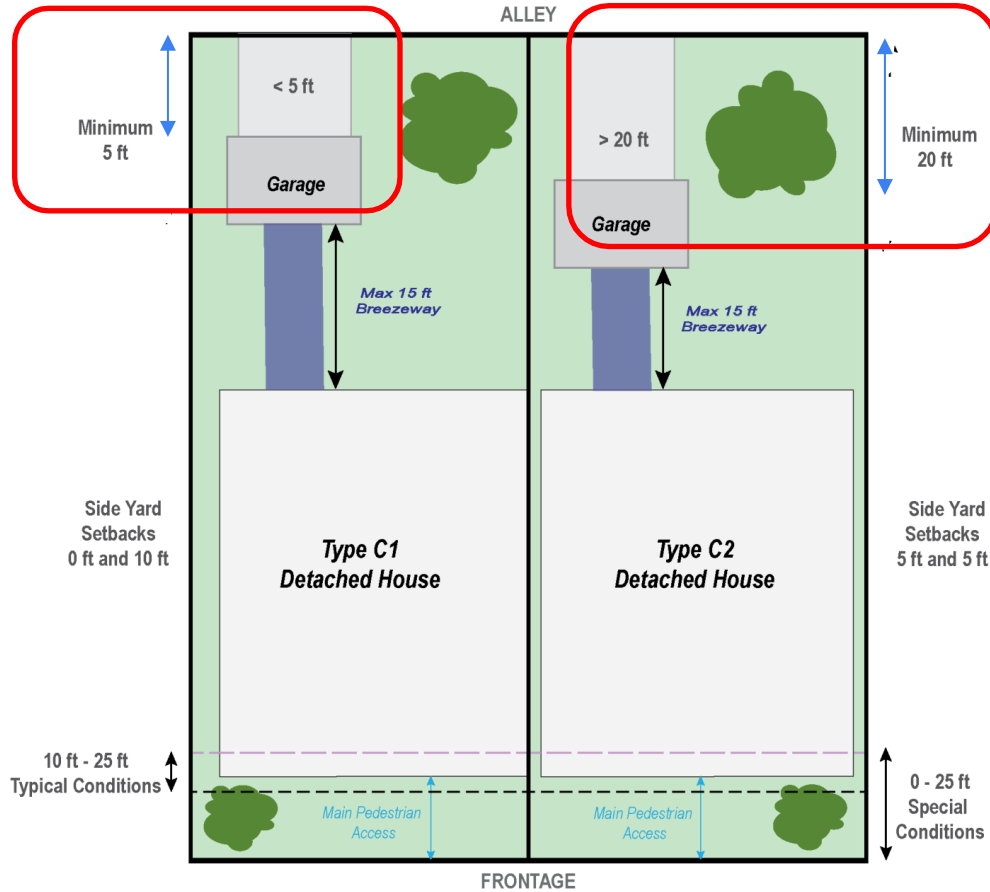 ALLEY
< 5 ft
Minimum
5 ft
Garage
> 20 ft
Minimum
20 ft
Garage
Max 15 ft
Breezeway
Max 15 ft
Breezeway
Side Yard
Setbacks
0 ft and 10 ft
Type C1
Detached House
Type C2
Detached House
Side Yard
Setbacks
5 ft and 5 ft
10 ft - 25 ft
Typical Conditions
Main Pedestrian
Access
Main Pedestrian
Access
0 - 25 ft
Special
Conditions
FRONTAGE